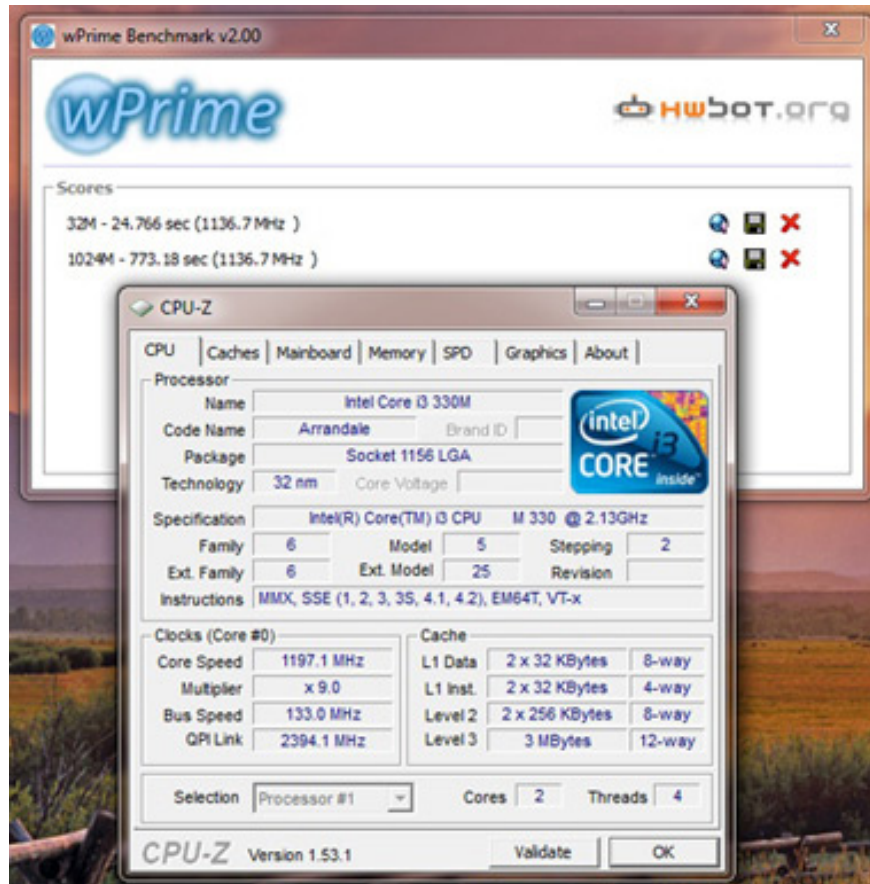 wPrime Benchmark v2.00
wPrime
HWBOT.org
Scores
32M - 24.766 sec (1136.7 MHz )
1024M - 773.18 sec (1136.7 MHz )
CPU-Z
CPU Caches Mainboard Memory SPD Graphics About
Processor
Name Intel Core i3 330M
Code Name Arrandale Brand ID
Package Socket 1156 LGA
Technology 32 nm Core Voltage
intel CORE i3 inside™
Specification Intel(R) Core(TM) i3 CPU M 330 @ 2.13GHz
Family 6 Model 5 Stepping 2
Ext. Family 6 Ext. Model 25 Revision
Instructions MMX, SSE (1, 2, 3, 3S, 4.1, 4.2), EM64T, VT-x
Clocks (Core #0) Cache
Core Speed 1197.1 MHz L1 Data 2 x 32 KBytes 8-way
Multiplier x 9.0 L1 Inst. 2 x 32 KBytes 4-way
Bus Speed 133.0 MHz Level 2 2 x 256 KBytes 8-way
QPI Link 2394.1 MHz Level 3 3 MBytes 12-way
Selection Processor #1 Cores 2 Threads 4
CPU-Z Version 1.53.1 Validate OK